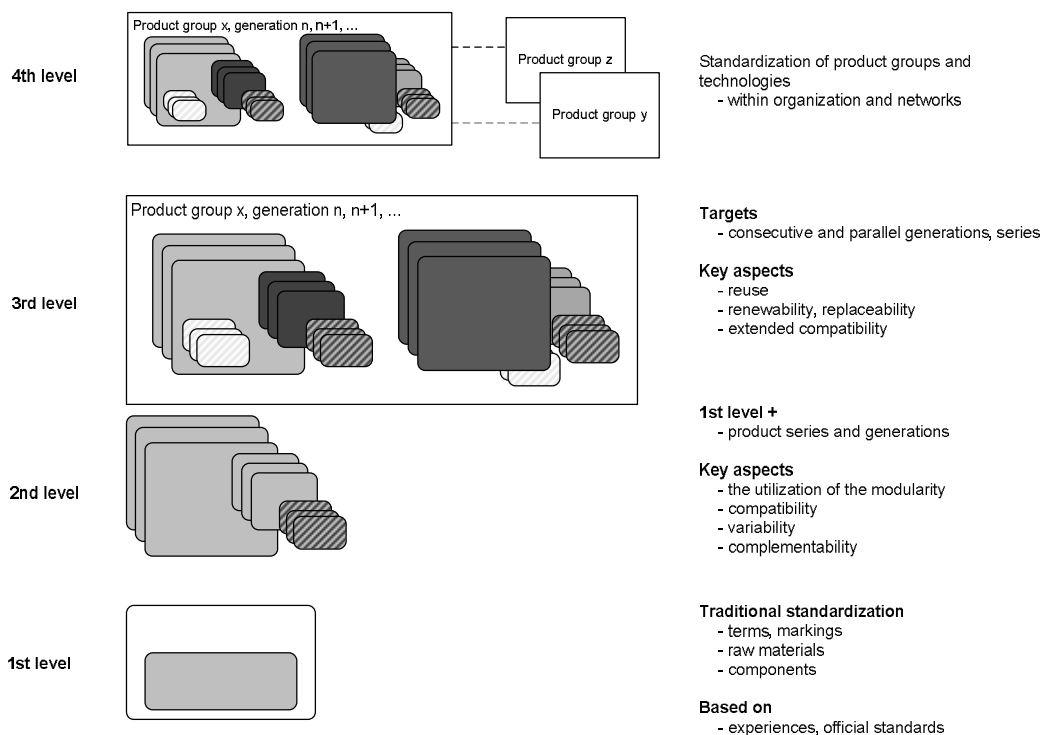 Product group x, generation n, n+1, ...
4th level
Product group z
Product group y
Standardization of product groups and
technologies
- within organization and networks
Product group x, generation n, n+1, ...
3rd level
Targets
- consecutive and parallel generations, series
Key aspects
- reuse
- renewability, replaceability
- extended compatibility
2nd level
1st level +
- product series and generations
Key aspects
- the utilization of the modularity
- compatibility
- variability
- complementability
1st level
Traditional standardization
- terms, markings
- raw materials
- components
Based on
- experiences, official standards